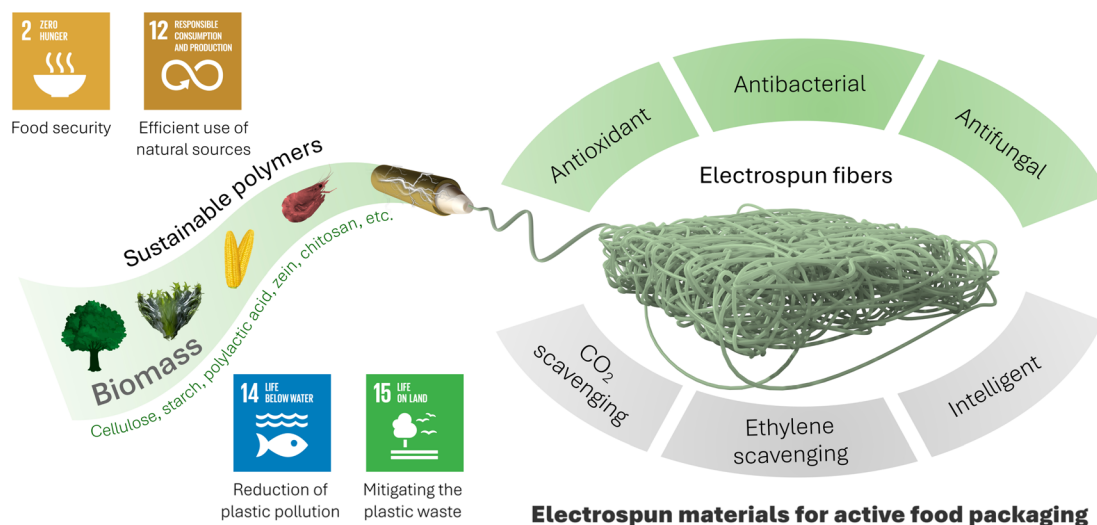 2 ZERO
HUNGER
Food security
12 RESPONSIBLE
CONSUMPTION
AND PRODUCTION
Efficient use of
natural sources
Sustainable polymers
Biomass
Cellulose, starch, polylactic acid, zein, chitosan, etc.
14 LIFE
BELOW WATER
Reduction of
plastic pollution
15 LIFE
ON LAND
Mitigating the
plastic waste
Antioxidant
Antibacterial
Antifungal
Electrospun fibers
CO₂
scavenging
Ethylene
scavenging
Intelligent
Electrospun materials for active food packaging